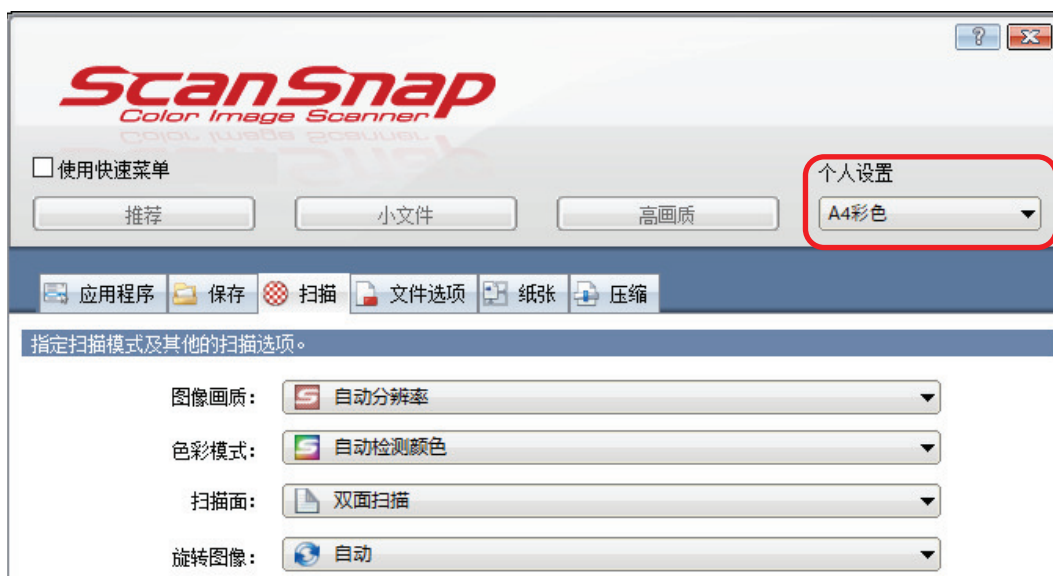 ScanSnap
Color Image Scanner
使用快速菜单
个人设置
推荐 小文件 高画质 A4彩色
应用程序 保存 扫描 文件选项 纸张 压缩
指定扫描模式及其他的扫描选项。
图像画质: 自动分辨率
色彩模式: 自动检测颜色
扫描面: 双面扫描
旋转图像: 自动